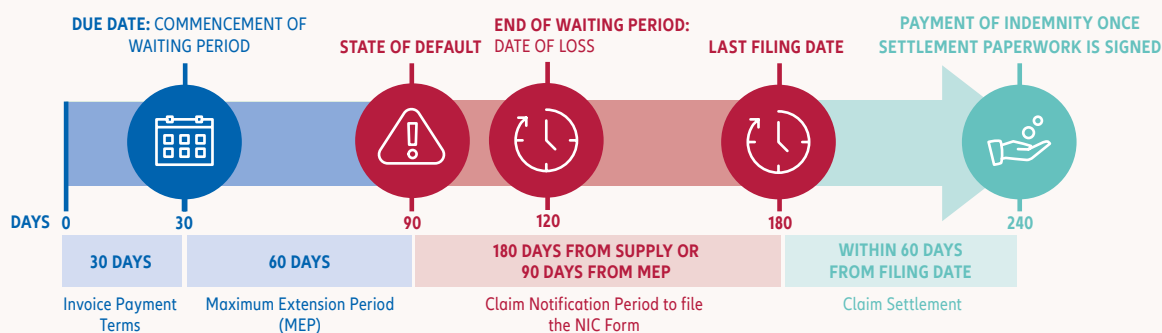 DUE DATE: COMMENCEMENT OF
WAITING PERIOD
STATE OF DEFAULT
END OF WAITING PERIOD:
DATE OF LOSS
LAST FILING DATE
PAYMENT OF INDEMNITY ONCE
SETTLEMENT PAPERWORK IS SIGNED
DAYS 0 30 90 120 180 240
30 DAYS
60 DAYS
180 DAYS FROM SUPPLY OR
90 DAYS FROM MEP
WITHIN 60 DAYS
FROM FILING DATE
Invoice Payment
Terms
Maximum Extension Period
(MEP)
Claim Notification Period to file
the NIC Form
Claim Settlement